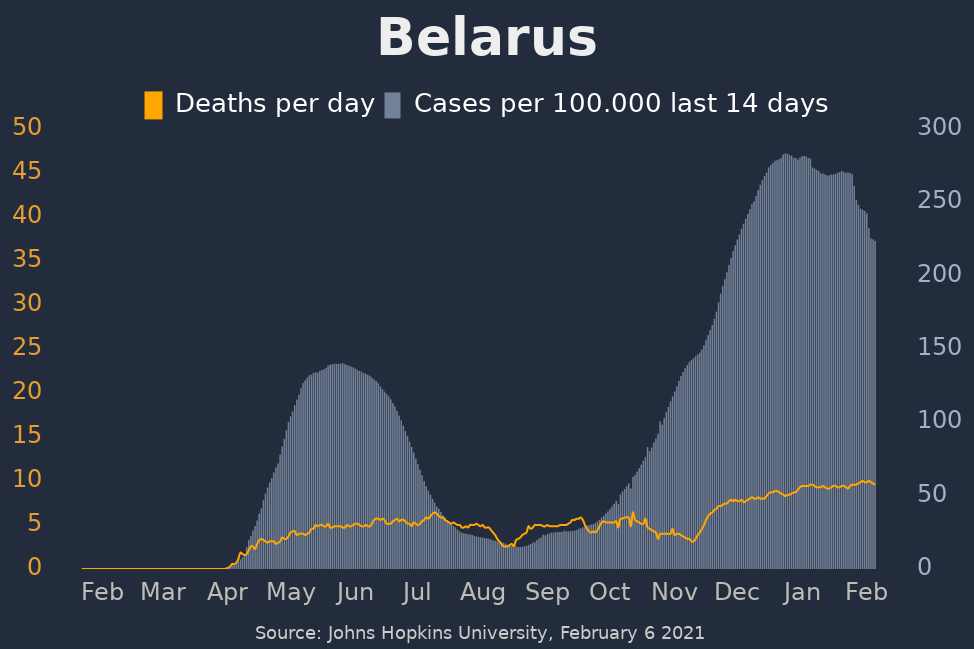 Belarus
Deaths per day Cases per 100.000 last 14 days
50 300
45
40 250
35
30 200
25 150
20
15 100
10 50
5
0 0
Feb Mar Apr May Jun Jul Aug Sep Oct Nov Dec Jan Feb
Source: Johns Hopkins University, February 6 2021